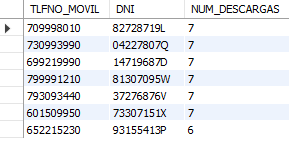 TLFNO_MOVIL DNI NUM_DESCARGAS
709998010 82728719L 7
730993990 04227807Q 7
699219990 14719687D 7
799991210 81307095W 7
793093440 37276876V 7
601509950 73307151X 7
652215230 93155413P 6